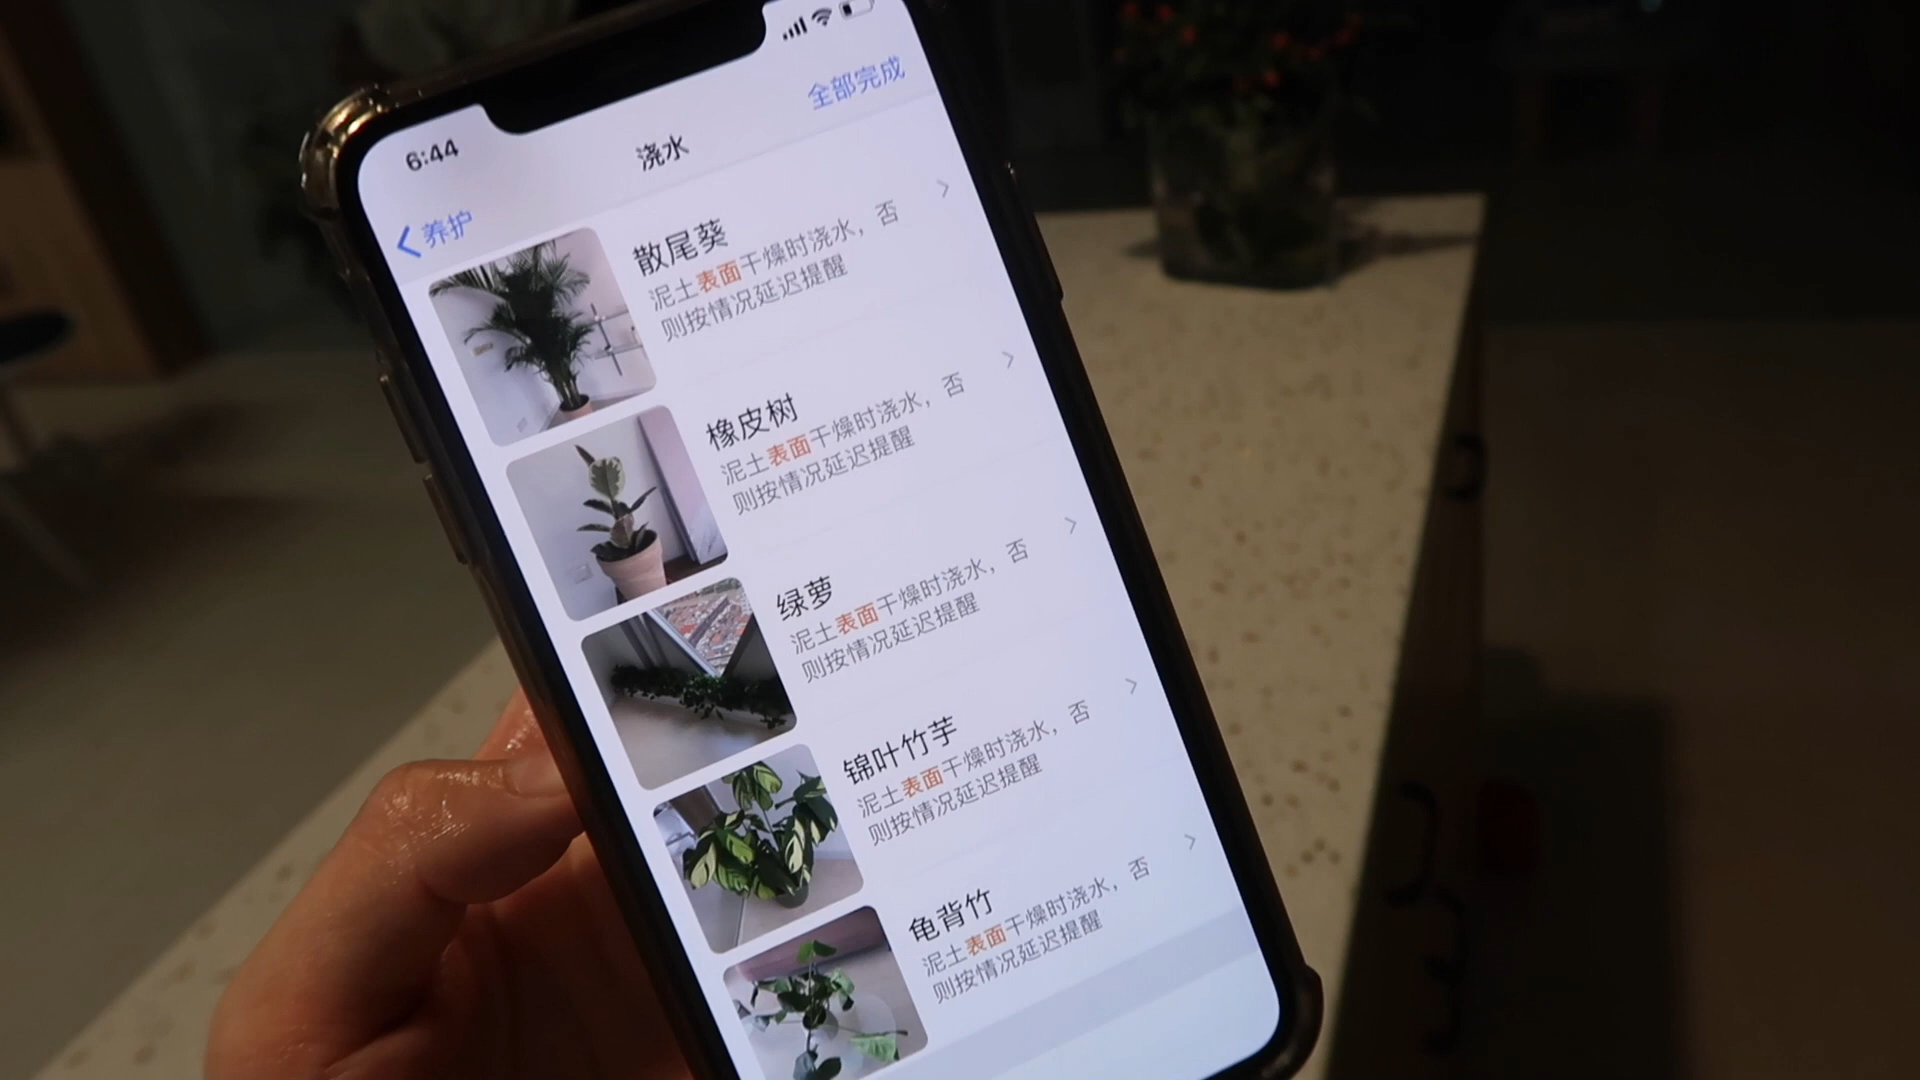 6:44
全部完成
浇水
养护
散尾葵
泥土表面干燥时浇水，否
则按情况延迟提醒
橡皮树
泥土表面干燥时浇水，否
则按情况延迟提醒
绿萝
泥土表面干燥时浇水，否
则按情况延迟提醒
锦叶竹芋
泥土表面干燥时浇水，否
则按情况延迟提醒
龟背竹
泥土表面干燥时浇水，否
则按情况延迟提醒